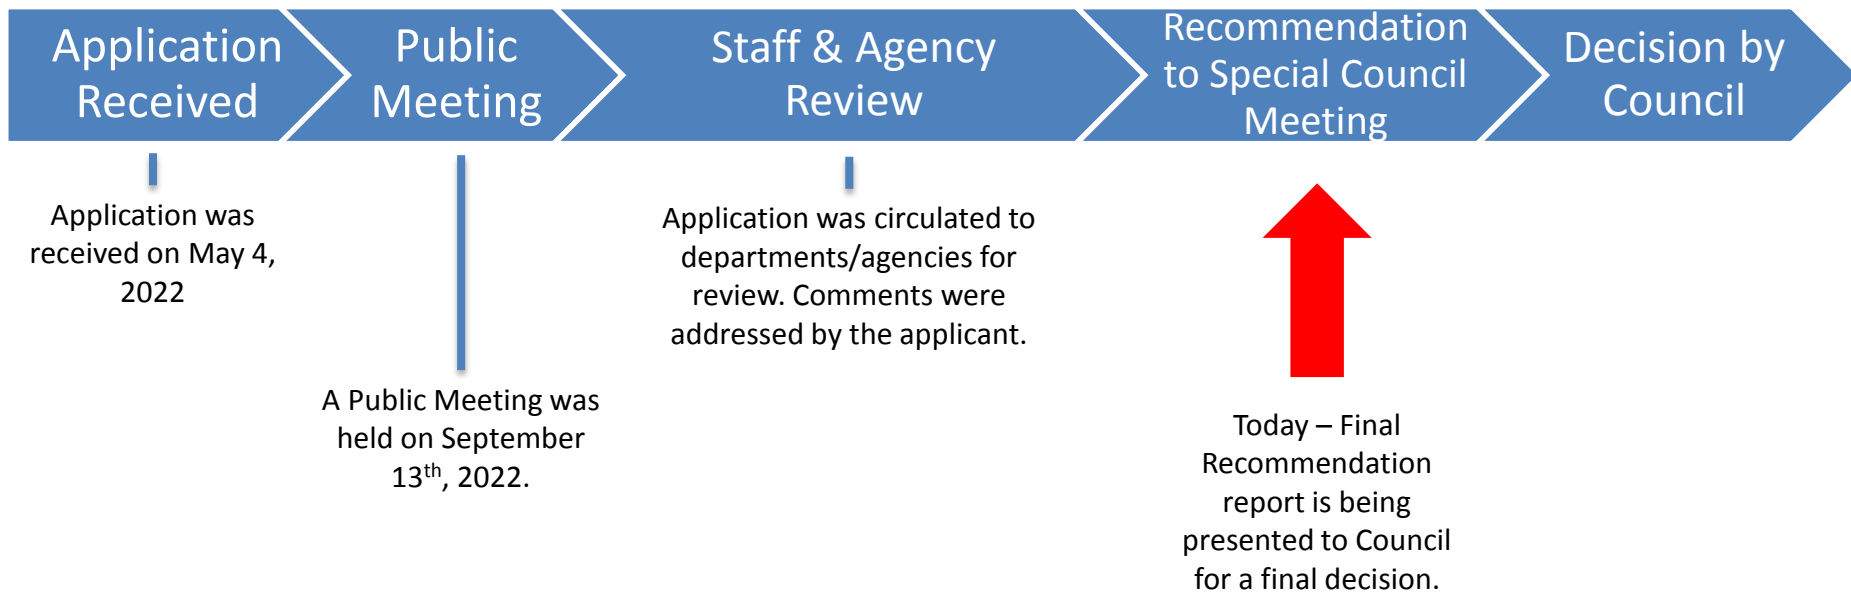 Application
Received
Public
Meeting
Staff & Agency
Review
Recommendation
to Special Council
Meeting
Decision by
Council
Application was
received on May 4,
2022
A Public Meeting was
held on September
13th, 2022.
Application was circulated to
departments/agencies for
review. Comments were
addressed by the applicant.
Today – Final
Recommendation
report is being
presented to Council
for a final decision.